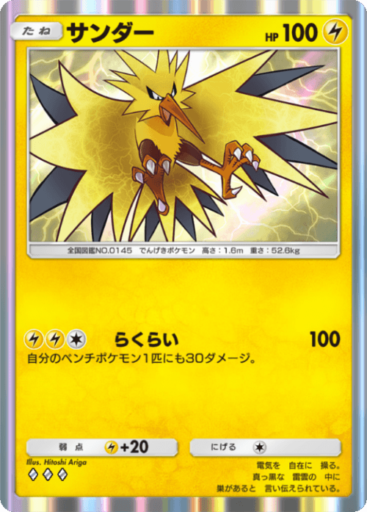 たね サンダー HP 100
全国図鑑NO.0145 でんげきポケモン 高さ：1.6m 重さ：52.6kg
らくらい 100
自分のベンチポケモン1匹にも30ダメージ。
弱点 +20 にげる
Illus. Hitoshi Ariga
電気を 自在に 操る。
真っ黒な 雷雲の 中に
巣があると 言い伝えられている。